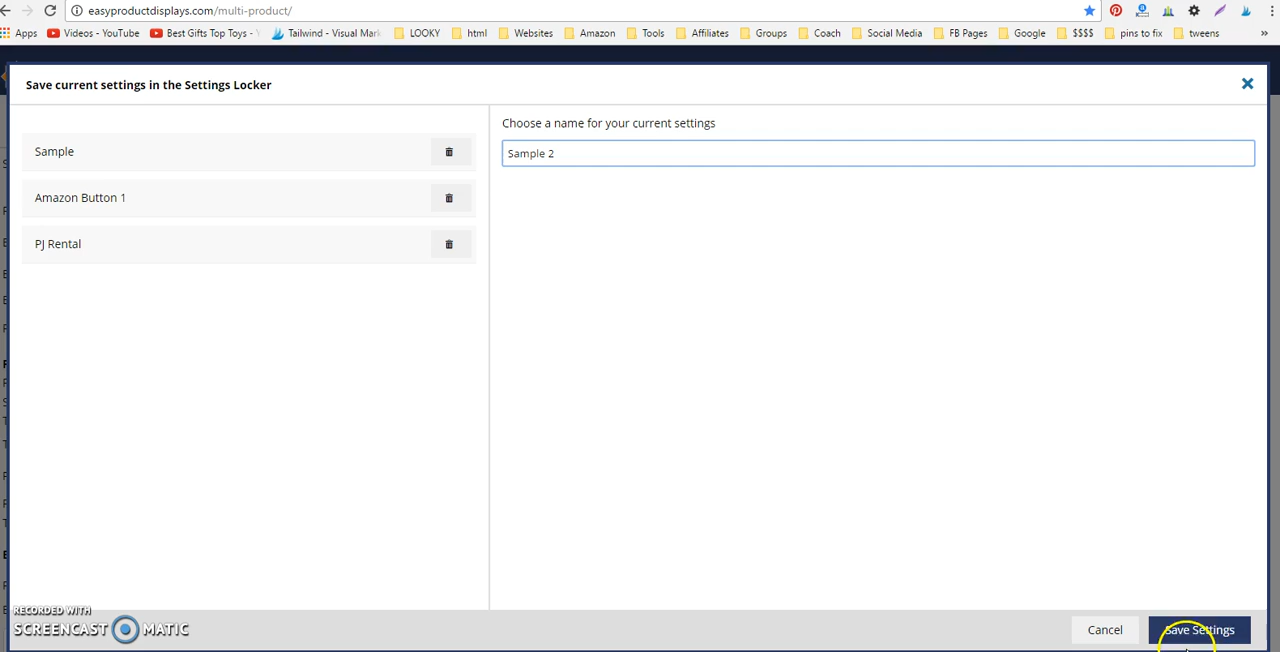 easyproductdisplays.com/multi-product/
Apps Videos - YouTube Best Gifts Top Toys - Tailwind - Visual Mark LOOKY html Websites Amazon Tools Affiliates Groups Coach Social Media FB Pages Google $$$$ pins to fix tweens »
Save current settings in the Settings Locker
Choose a name for your current settings
Sample
Sample 2
Amazon Button 1
PJ Rental
RECORDED WITH
SCREENCAST MATIC
Cancel Save Settings